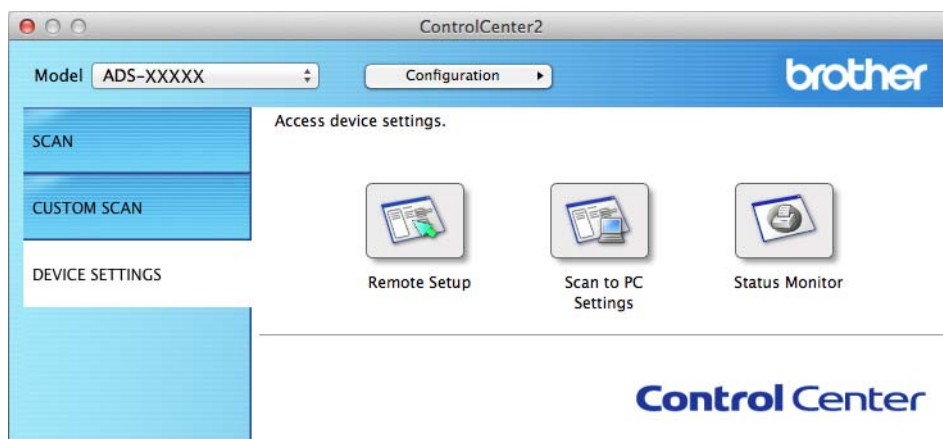 ControlCenter2
Model ADS-XXXXX Configuration brother
SCAN
CUSTOM SCAN
DEVICE SETTINGS
Access device settings.
Remote Setup
Scan to PC
Settings
Status Monitor
Control Center